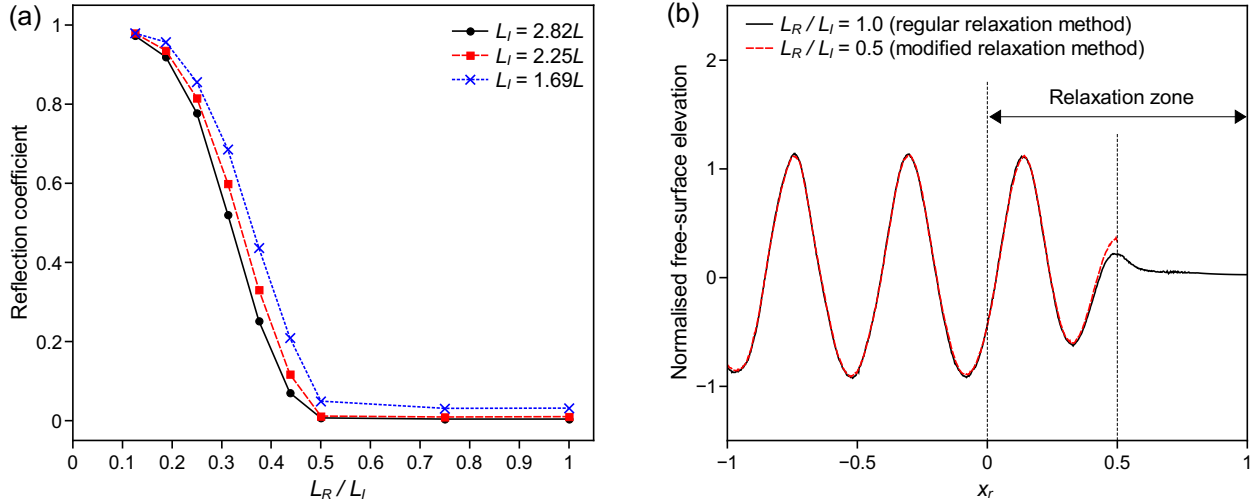 (a)
L_I = 2.82L
L_I = 2.25L
L_I = 1.69L
Reflection coefficient
1
0.8
0.6
0.4
0.2
0
0 0.1 0.2 0.3 0.4 0.5 0.6 0.7 0.8 0.9 1
L_R / L_I
(b)
L_R / L_I = 1.0 (regular relaxation method)
L_R / L_I = 0.5 (modified relaxation method)
Relaxation zone
Normalised free-surface elevation
2
1
0
−1
−1 −0.5 0 0.5 1
x_r